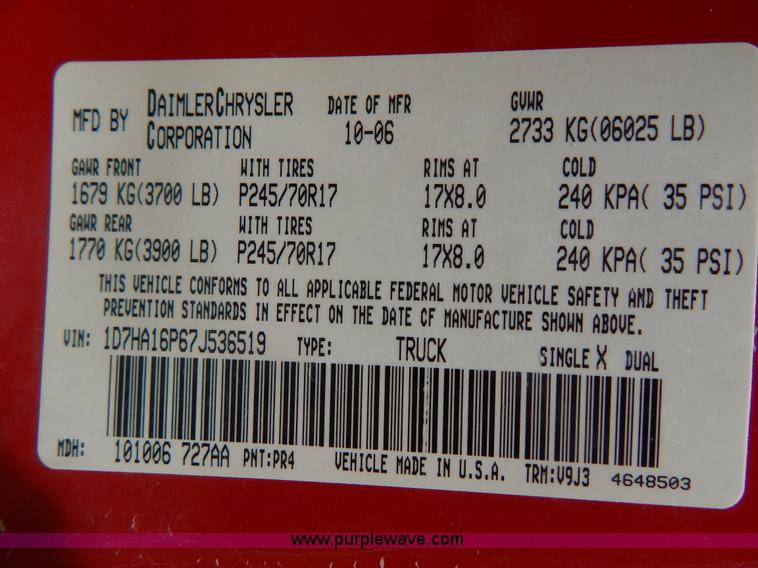 MFD BY DAIMLERCHRYSLER CORPORATION DATE OF MFR 10-06 GVWR 2733 KG(06025 LB)
GAWR FRONT WITH TIRES RIMS AT COLD
1679 KG(3700 LB) P245/70R17 17X8.0 240 KPA( 35 PSI)
GAWR REAR WITH TIRES RIMS AT COLD
1770 KG(3900 LB) P245/70R17 17X8.0 240 KPA( 35 PSI)
THIS VEHICLE CONFORMS TO ALL APPLICABLE FEDERAL MOTOR VEHICLE SAFETY AND THEFT
PREVENTION STANDARDS IN EFFECT ON THE DATE OF MANUFACTURE SHOWN ABOVE.
VIN: 1D7HA16P67J536519 TYPE: TRUCK SINGLE X DUAL
MDH: 101006 727AA PNT:PR4 VEHICLE MADE IN U.S.A. TRM:V9J3 4648503
www.purplewave.com